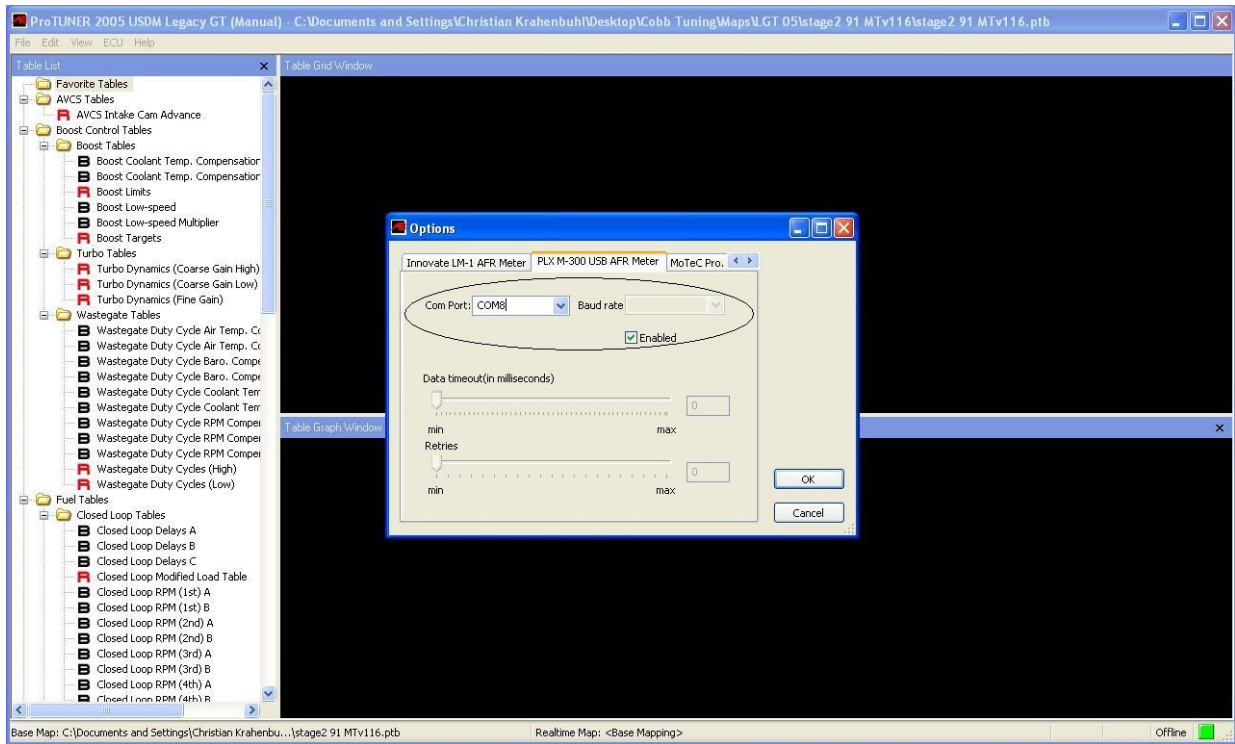 ProTUNER 2005 USDM Legacy GT (Manual) - C:\Documents and Settings\Christian Krahenbuhl\Desktop\Cobb Tuning\Maps\LGT 05\stage2 91 MTv116\stage2 91 MTv116.ptb
File Edit View ECU Help
Table List
Table Grid Window
Favorite Tables
AVCS Tables
R AVCS Intake Cam Advance
Boost Control Tables
Boost Tables
B Boost Coolant Temp. Compensation
B Boost Coolant Temp. Compensation
R Boost Limits
B Boost Low-speed
B Boost Low-speed Multiplier
R Boost Targets
Turbo Tables
R Turbo Dynamics (Coarse Gain High)
R Turbo Dynamics (Coarse Gain Low)
R Turbo Dynamics (Fine Gain)
Wastegate Tables
B Wastegate Duty Cycle Air Temp. Co
B Wastegate Duty Cycle Air Temp. Co
B Wastegate Duty Cycle Baro. Compe
B Wastegate Duty Cycle Baro. Compe
B Wastegate Duty Cycle Coolant Tem
B Wastegate Duty Cycle Coolant Tem
B Wastegate Duty Cycle RPM Compe
B Wastegate Duty Cycle RPM Compe
B Wastegate Duty Cycle RPM Compe
R Wastegate Duty Cycles (High)
R Wastegate Duty Cycles (Low)
Fuel Tables
Closed Loop Tables
B Closed Loop Delays A
B Closed Loop Delays B
B Closed Loop Delays C
R Closed Loop Modified Load Table
B Closed Loop RPM (1st) A
B Closed Loop RPM (1st) B
B Closed Loop RPM (2nd) A
B Closed Loop RPM (2nd) B
B Closed Loop RPM (3rd) A
B Closed Loop RPM (3rd) B
B Closed Loop RPM (4th) A
B Closed Loop RPM (4th) B
Options
Innovate LM-1 AFR Meter PLX M-300 USB AFR Meter MoTeC Pro.
Com Port: COM8 Baud rate
Enabled
Data timeout(in milliseconds)
0
min max
Retries
0
min max
OK
Cancel
Table Graph Window
Base Map: C:\Documents and Settings\Christian Krahenbu...\stage2 91 MTv116.ptb
Realtime Map: <Base Mapping>
Offline